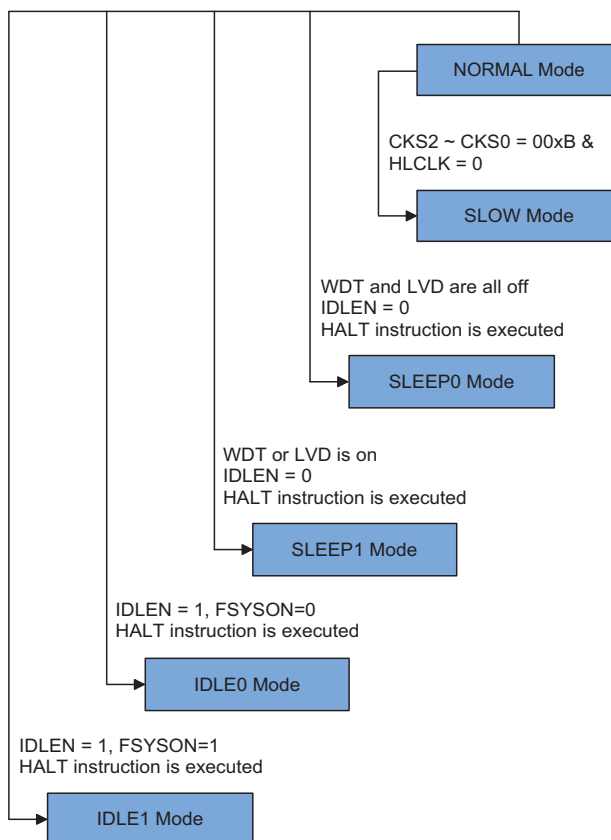 NORMAL Mode
CKS2 ~ CKS0 = 00xB &
HLCLK = 0
SLOW Mode
WDT and LVD are all off
IDLEN = 0
HALT instruction is executed
SLEEP0 Mode
WDT or LVD is on
IDLEN = 0
HALT instruction is executed
SLEEP1 Mode
IDLEN = 1, FSYSON=0
HALT instruction is executed
IDLE0 Mode
IDLEN = 1, FSYSON=1
HALT instruction is executed
IDLE1 Mode